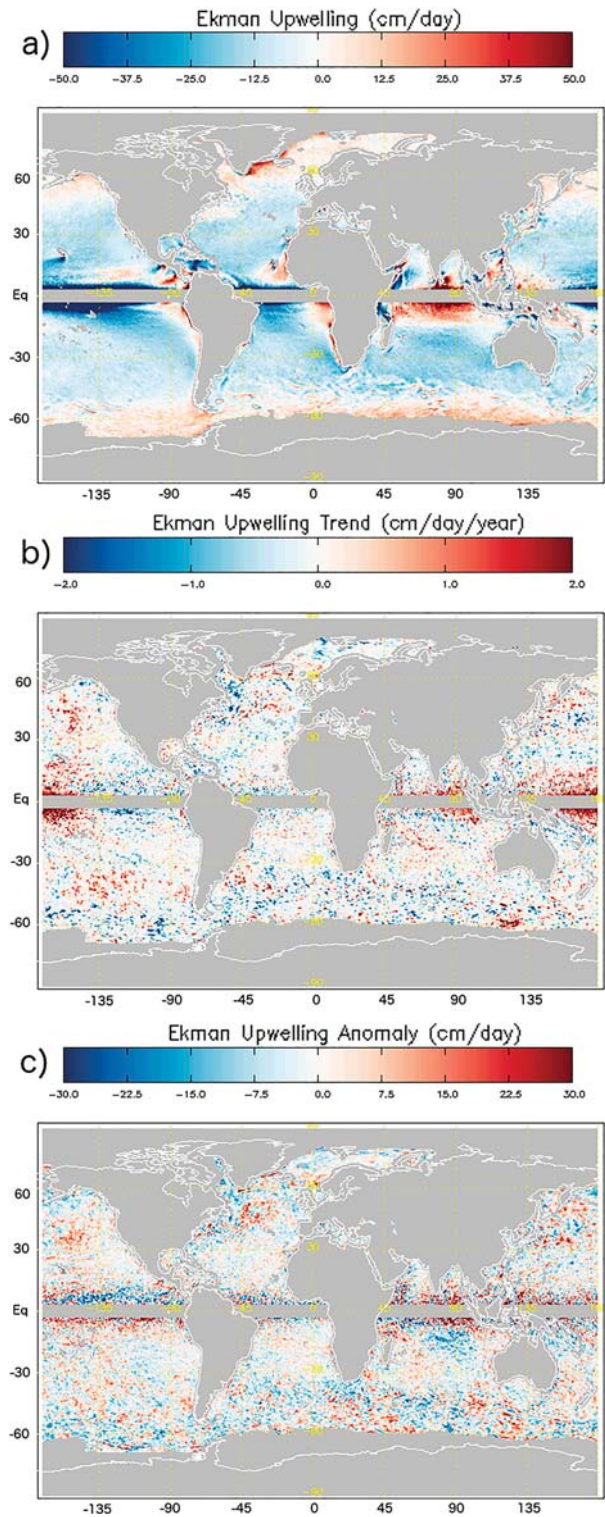 a)
Ekman Upwelling (cm/day)
-50.0 -37.5 -25.0 -12.5 0.0 12.5 25.0 37.5 50.0
60
30
Eq
-30
-60
-135 -90 -45 0 45 90 135
b)
Ekman Upwelling Trend (cm/day/year)
-2.0 -1.0 0.0 1.0 2.0
60
30
Eq
-30
-60
-135 -90 -45 0 45 90 135
c)
Ekman Upwelling Anomaly (cm/day)
-30.0 -22.5 -15.0 -7.5 0.0 7.5 15.0 22.5 30.0
60
30
Eq
-30
-60
-135 -90 -45 0 45 90 135